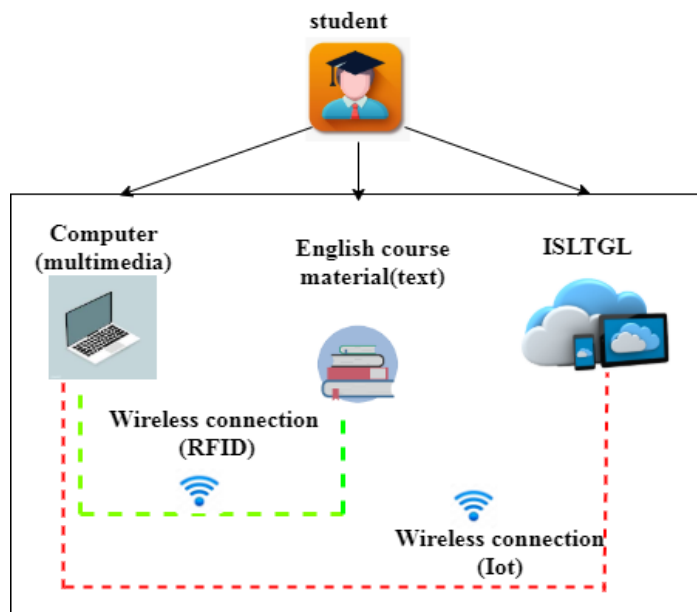 student
Computer
(multimedia)
English course
material(text)
ISLTGL
Wireless connection
(RFID)
Wireless connection
(Iot)